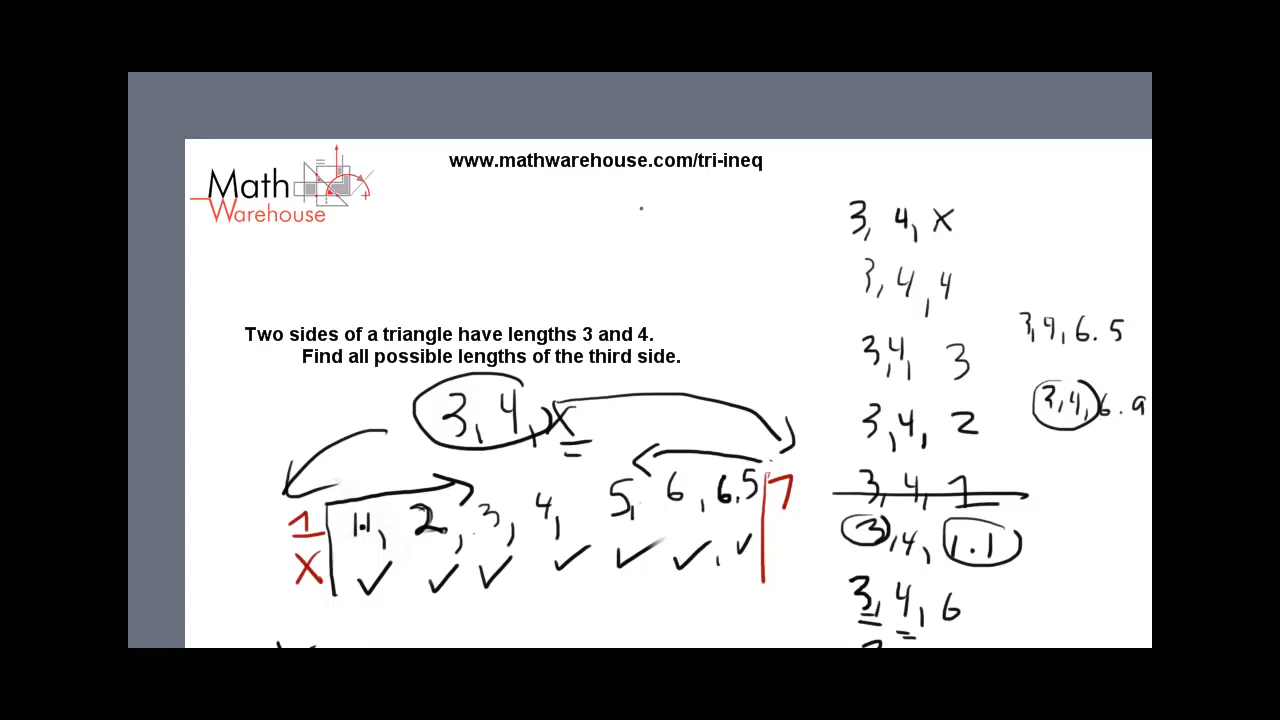 www.mathwarehouse.com/tri-ineq
Math
Warehouse
Two sides of a triangle have lengths 3 and 4.
Find all possible lengths of the third side.
3, 4, x
1 1.1, 2, 3, 4, 5, 6, 6.5 7
X ✓ ✓ ✓ ✓ ✓ ✓, ✓
3, 4, x
3, 4, 4
3, 4, 3
3, 4, 2
3, 4, 1
3, 4, 1.1
3, 4, 6
3, 4, 6.5
3, 4, 6.9